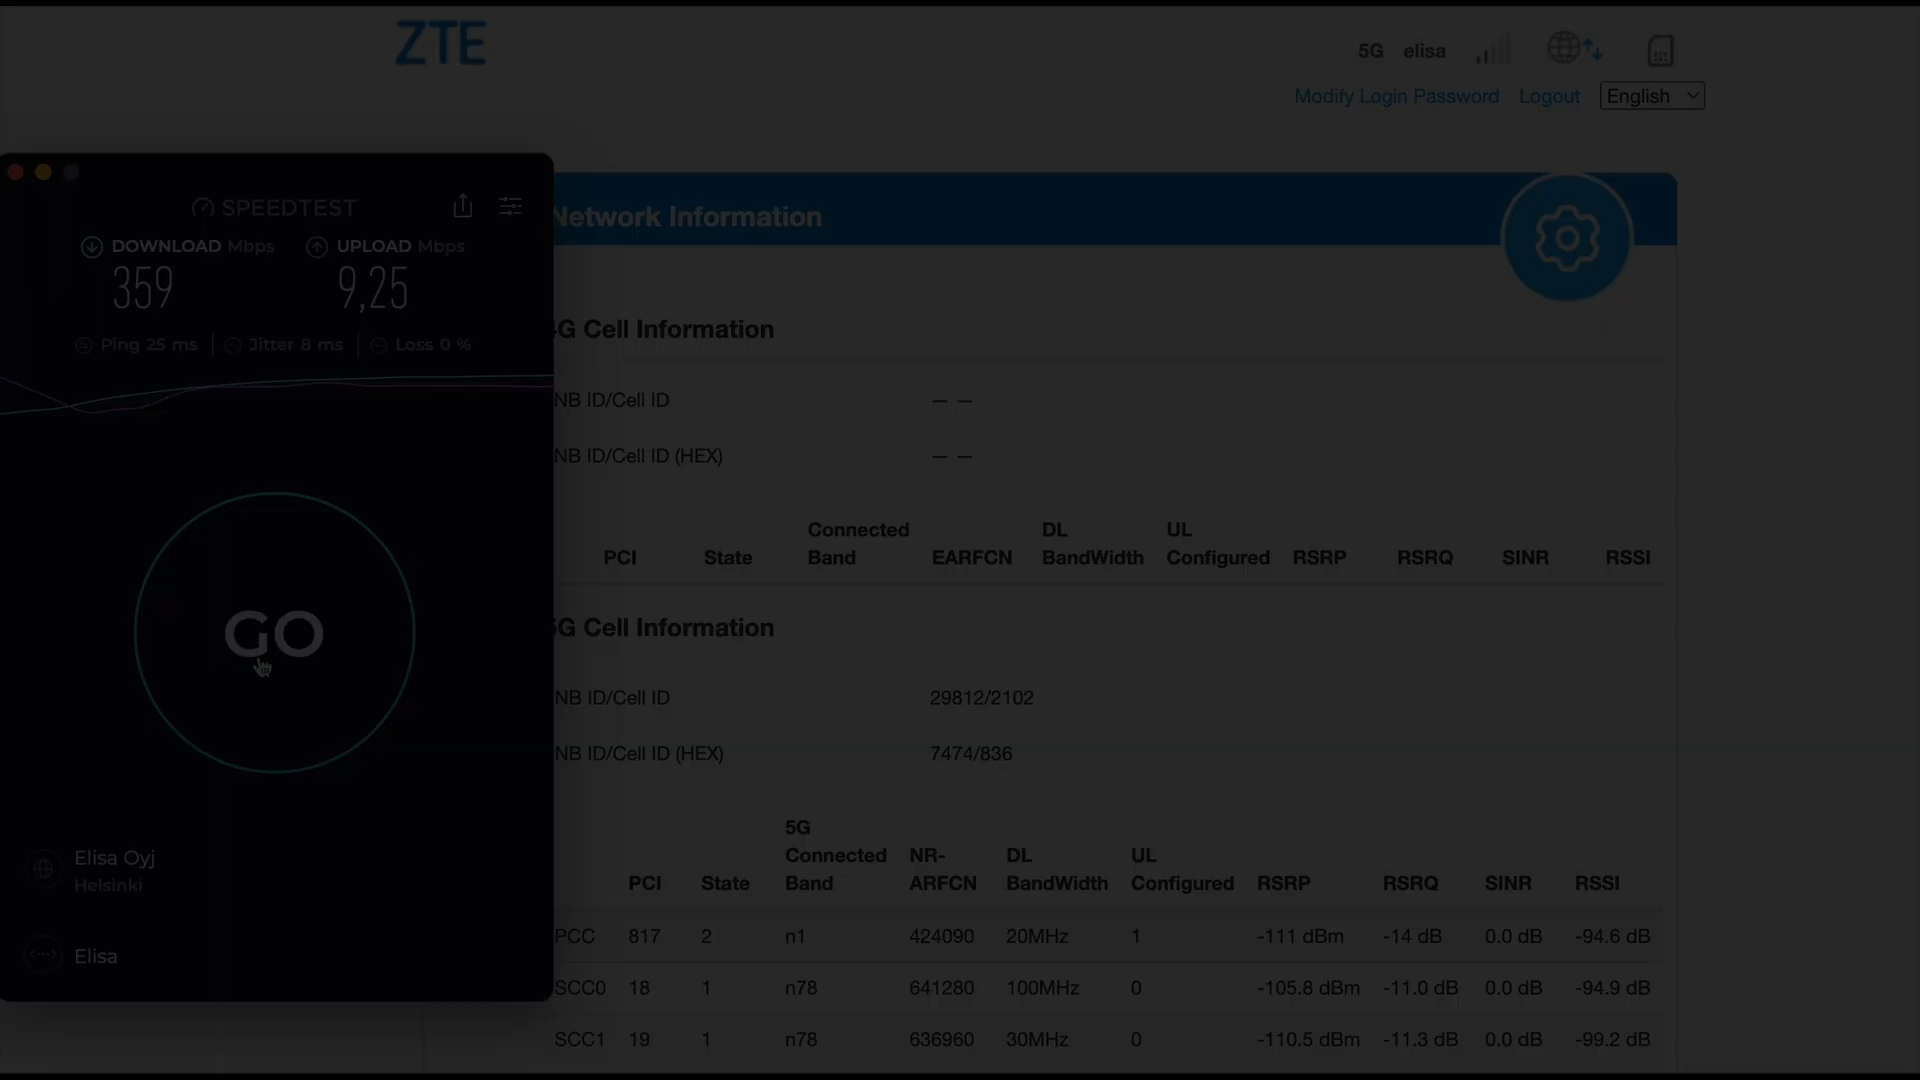 ZTE
5G elisa
Modify Login Password Logout English
SPEEDTEST
DOWNLOAD Mbps UPLOAD Mbps
359 9,25
Ping 25 ms Jitter 8 ms Loss 0 %
GO
Elisa Oyj
Helsinki
Elisa
Network Information
G Cell Information
NB ID/Cell ID — —
NB ID/Cell ID (HEX) — —
PCI State Connected Band EARFCN DL BandWidth UL Configured RSRP RSRQ SINR RSSI
5G Cell Information
NB ID/Cell ID 29812/2102
NB ID/Cell ID (HEX) 7474/836
PCI State 5G Connected Band NR-ARFCN DL BandWidth UL Configured RSRP RSRQ SINR RSSI
PCC 817 2 n1 424090 20MHz 1 -111 dBm -14 dB 0.0 dB -94.6 dB
SCC0 18 1 n78 641280 100MHz 0 -105.8 dBm -11.0 dB 0.0 dB -94.9 dB
SCC1 19 1 n78 636960 30MHz 0 -110.5 dBm -11.3 dB 0.0 dB -99.2 dB